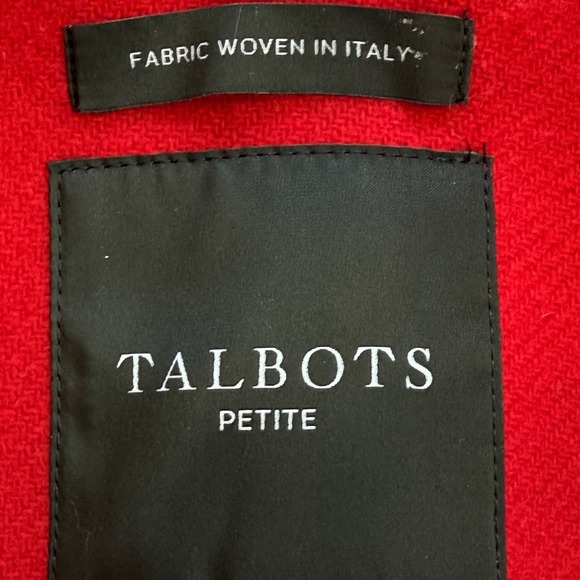 FABRIC WOVEN IN ITALY
TALBOTS
PETITE